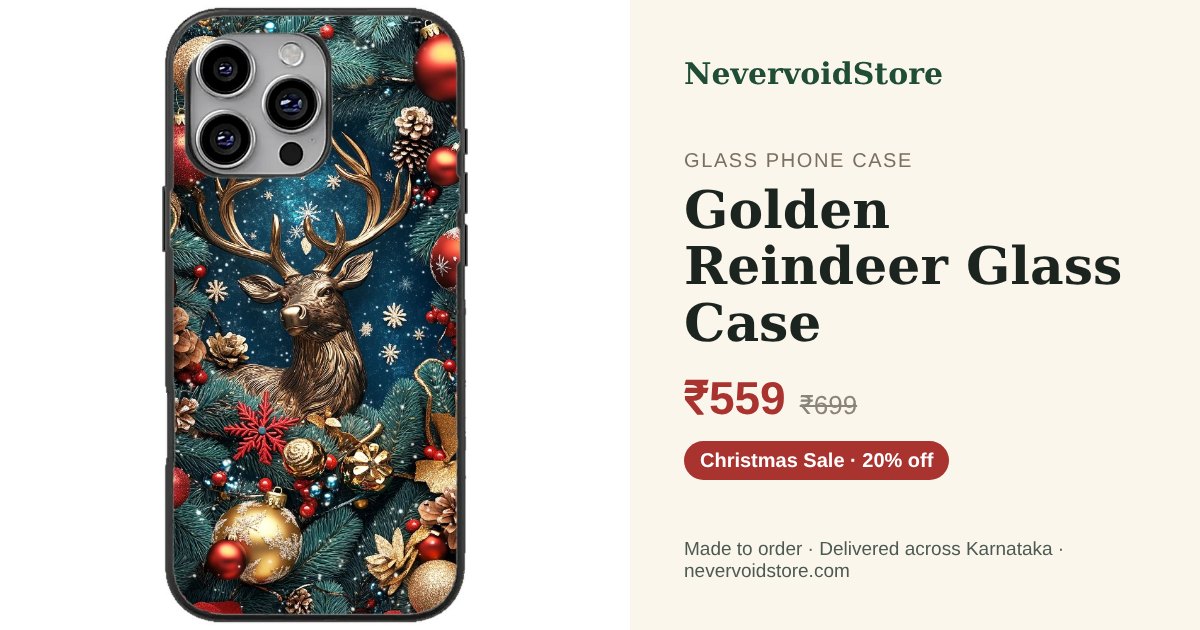 NevervoidStore
GLASS PHONE CASE
Golden
Reindeer Glass
Case
₹559 ₹699
Christmas Sale · 20% off
Made to order · Delivered across Karnataka ·
nevervoidstore.com